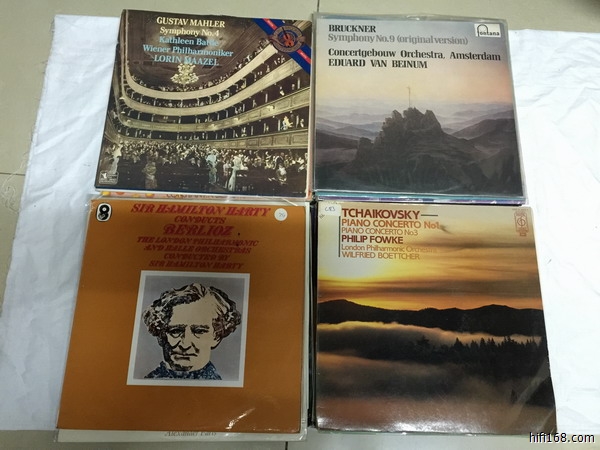 GUSTAV MAHLER
Symphony No.4
Kathleen Battle
Wiener Philharmoniker
LORIN MAAZEL
BRUCKNER
Symphony No.9 (original version)
Concertgebouw Orchestra, Amsterdam
EDUARD VAN BEINUM
fontana
SIR HAMILTON HARTY
CONDUCTS
BERLIOZ
THE LONDON PHILHARMONIC
AND HALLE ORCHESTRAS
CONDUCTED BY
SIR HAMILTON HARTY
TCHAIKOVSKY
PIANO CONCERTO No1
PIANO CONCERTO No3
PHILIP FOWKE
London Philharmonic Orchestra
WILFRIED BOETTCHER
hifi168.com